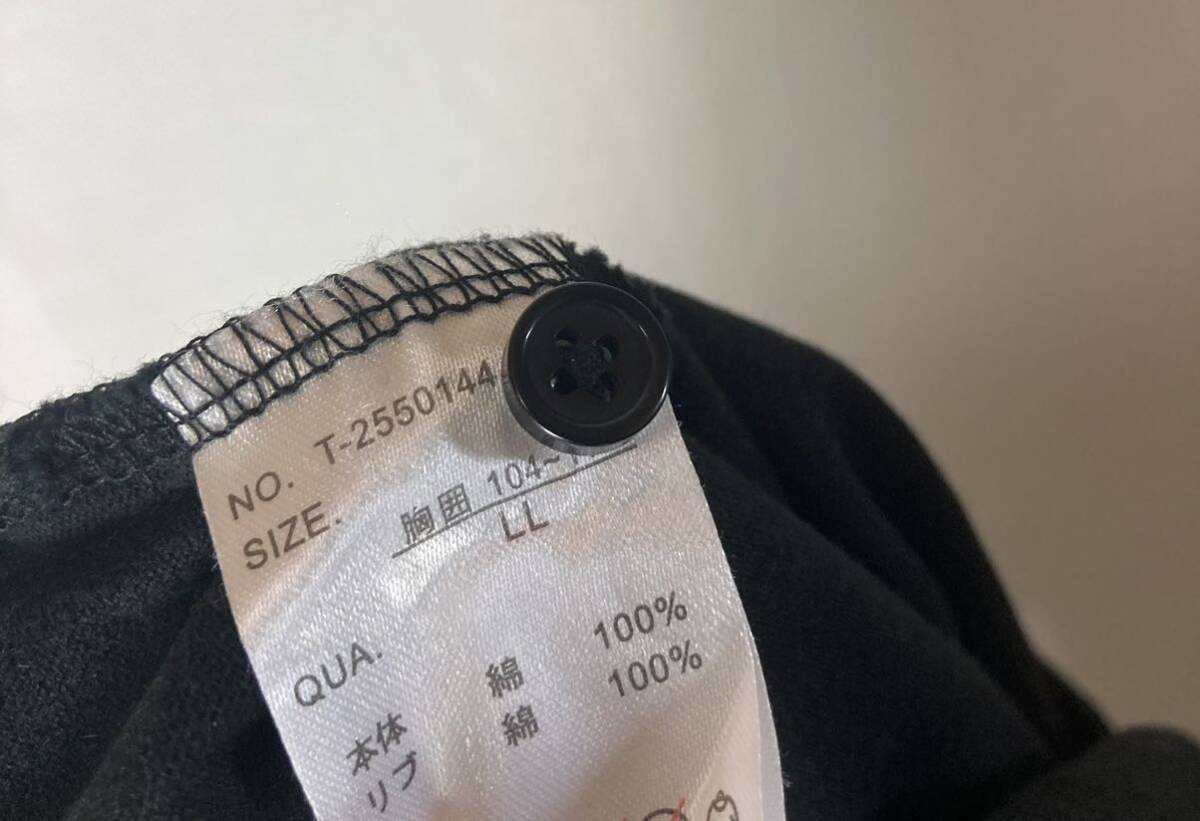 NO. T-2550144
SIZE. 胸囲 104~
LL
QUA.
本体 綿 100%
リブ 綿 100%